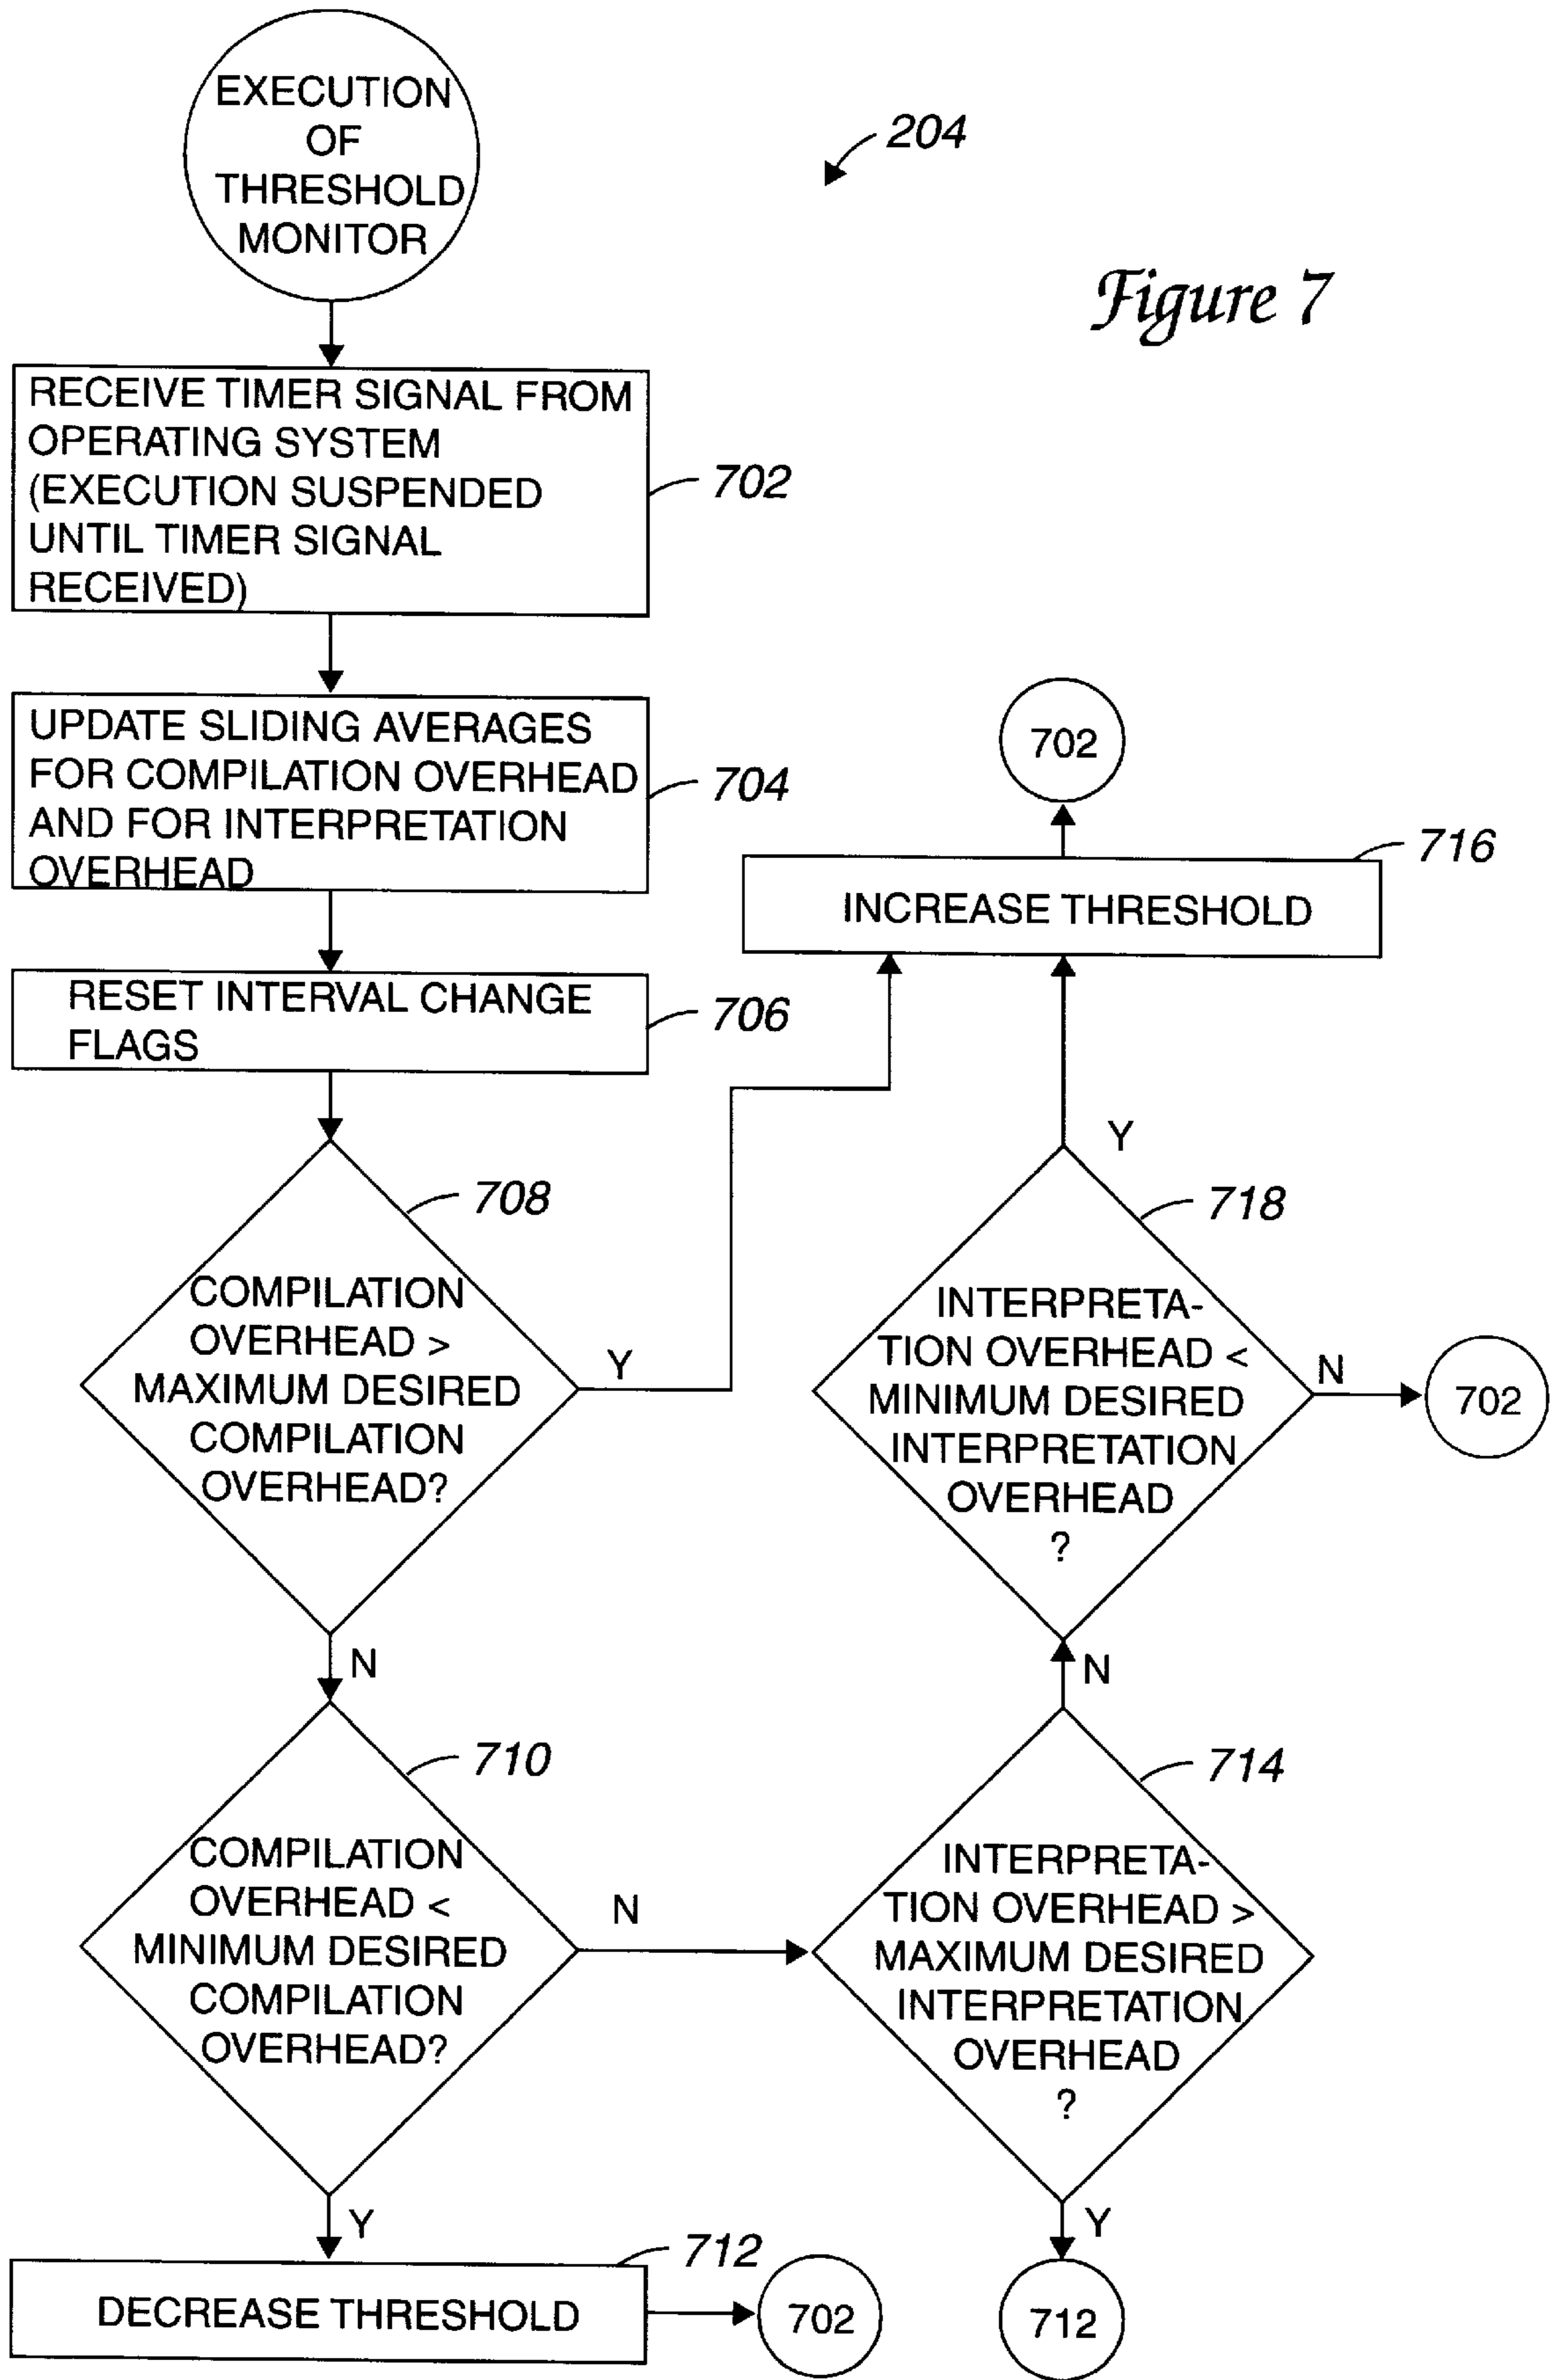 EXECUTION
OF
THRESHOLD
MONITOR
204
Figure 7
RECEIVE TIMER SIGNAL FROM
OPERATING SYSTEM
(EXECUTION SUSPENDED
UNTIL TIMER SIGNAL
RECEIVED)
702
UPDATE SLIDING AVERAGES
FOR COMPILATION OVERHEAD
AND FOR INTERPRETATION
OVERHEAD
704
RESET INTERVAL CHANGE
FLAGS
706
708
COMPILATION
OVERHEAD >
MAXIMUM DESIRED
COMPILATION
OVERHEAD?
Y
N
710
COMPILATION
OVERHEAD <
MINIMUM DESIRED
COMPILATION
OVERHEAD?
N
Y
712
DECREASE THRESHOLD
702
702
716
INCREASE THRESHOLD
Y
718
INTERPRETA-
TION OVERHEAD <
MINIMUM DESIRED
INTERPRETATION
OVERHEAD
?
N
702
N
714
INTERPRETA-
TION OVERHEAD >
MAXIMUM DESIRED
INTERPRETATION
OVERHEAD
?
Y
712